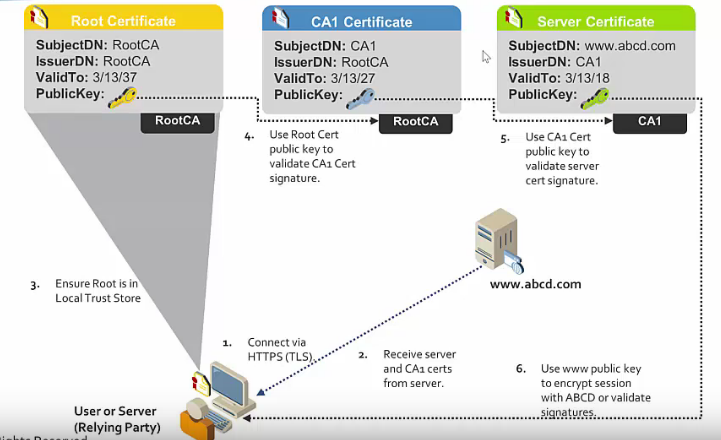 Root Certificate
SubjectDN: RootCA
IssuerDN: RootCA
ValidTo: 3/13/37
PublicKey:
RootCA
CA1 Certificate
SubjectDN: CA1
IssuerDN: RootCA
ValidTo: 3/13/27
PublicKey:
RootCA
Server Certificate
SubjectDN: www.abcd.com
IssuerDN: CA1
ValidTo: 3/13/18
PublicKey:
CA1
4. Use Root Cert
public key to
validate CA1 Cert
signature.
5. Use CA1 Cert
public key to
validate server
cert signature.
3. Ensure Root is in
Local Trust Store
www.abcd.com
1. Connect via
HTTPS (TLS).
2. Receive server
and CA1 certs
from server.
6. Use www public key
to encrypt session
with ABCD or validate
signatures.
User or Server
(Relying Party)
Rights Reserved